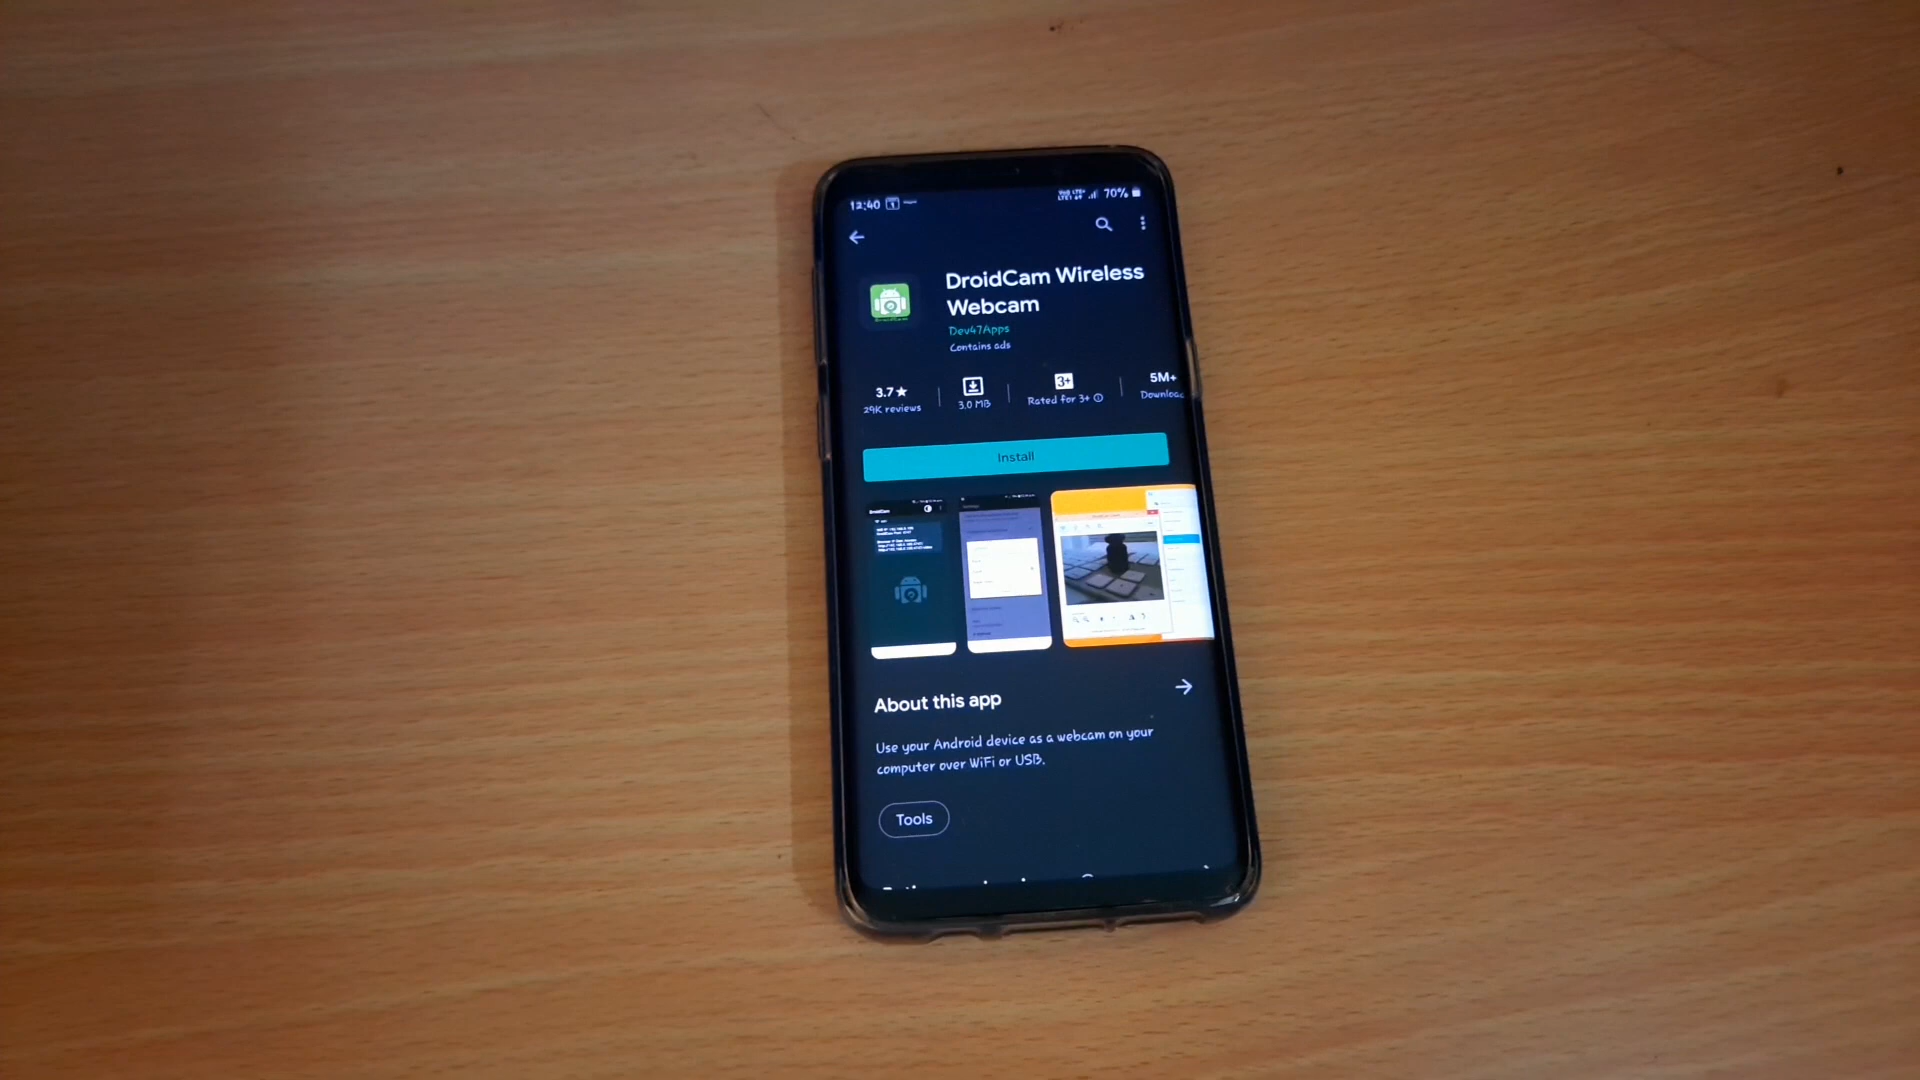 12:40 70%
DroidCam Wireless
Webcam
Dev47Apps
Contains ads
3.7★ 3+ 5M+
29K reviews 3.0 MB Rated for 3+ Downloa
Install
DroidCam
About this app
Use your Android device as a webcam on your
computer over WiFi or USB.
Tools